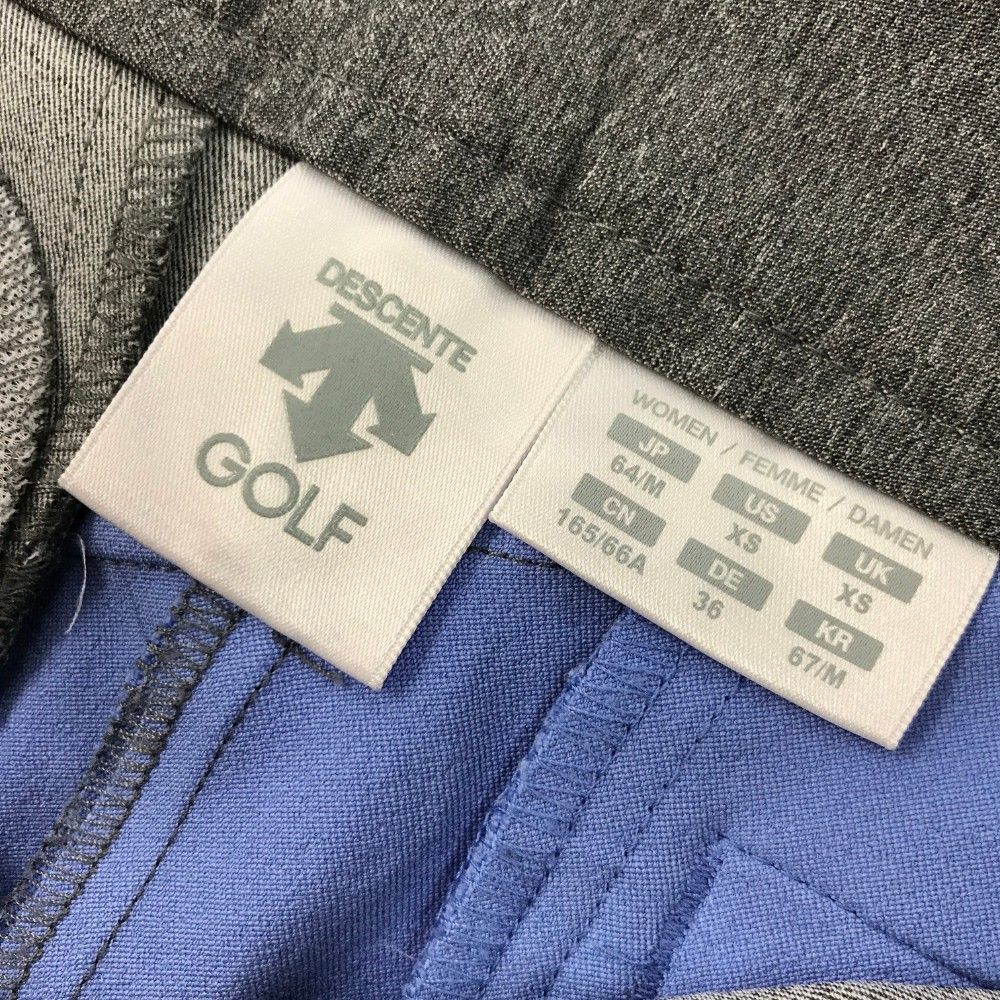 DESCENTE
GOLF
WOMEN / FEMME / DAMEN
JP US UK
64/M XS XS
CN DE KR
165/66A 36 67/M